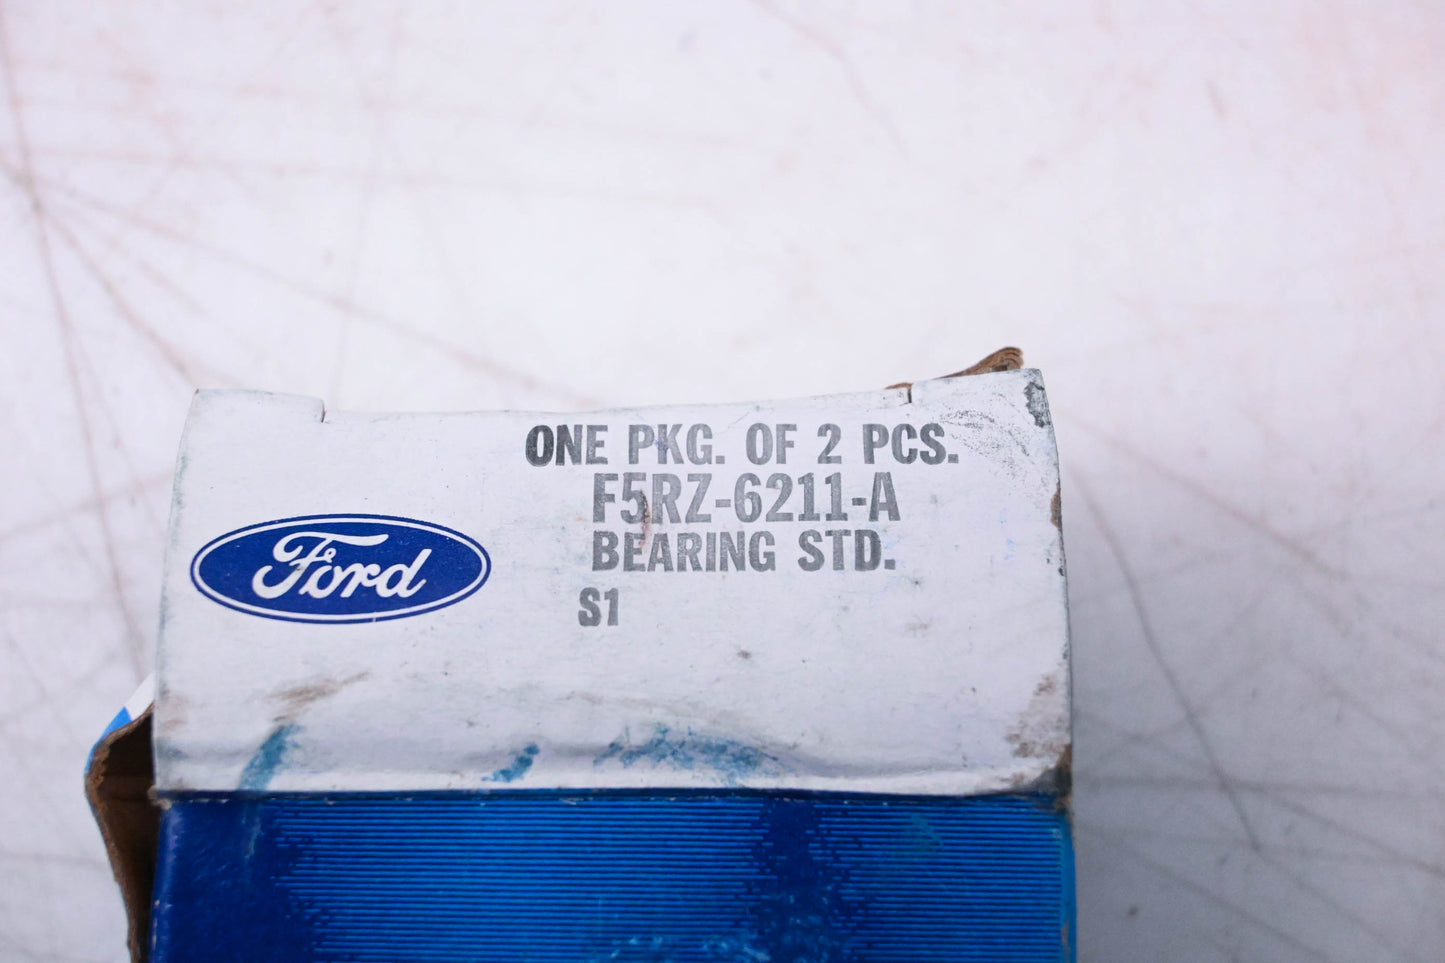 ONE PKG. OF 2 PCS.
F5RZ-6211-A
BEARING STD.
S1
Ford